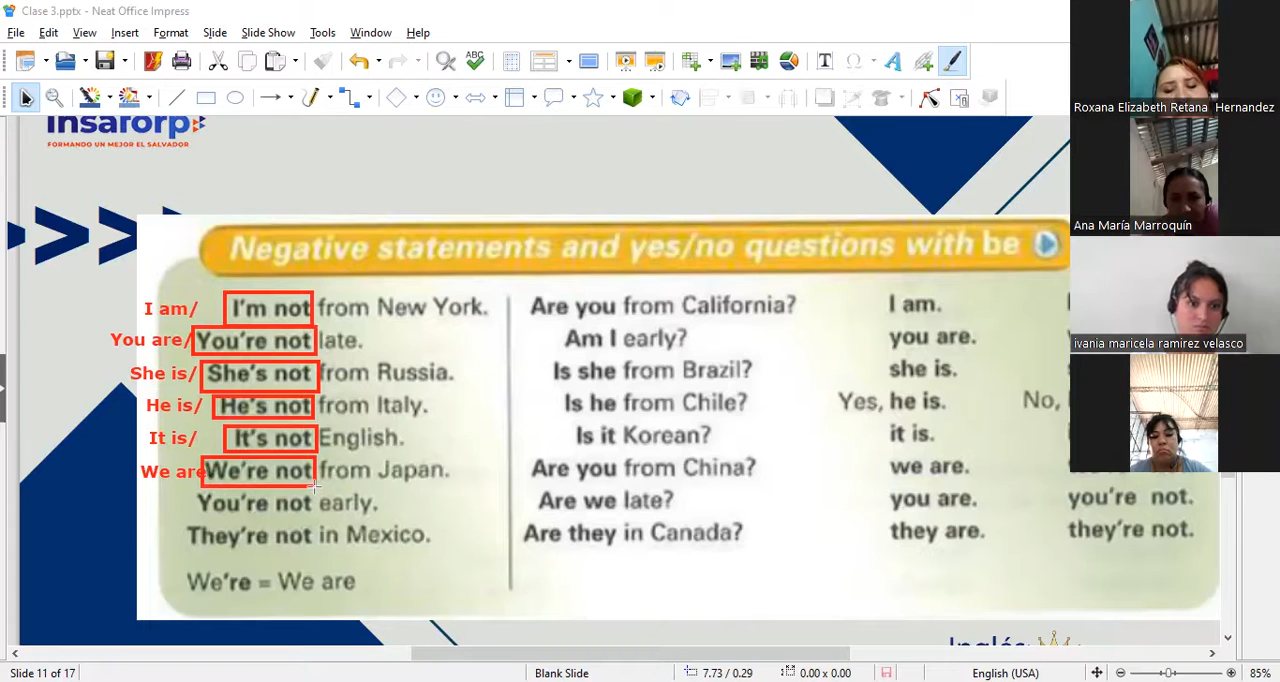 Clase 3.pptx - Neat Office Impress
File Edit View Insert Format Slide Slide Show Tools Window Help
Insaforp
FORMANDO UN MEJOR EL SALVADOR
Negative statements and yes/no questions with be
I am/ I'm not from New York. Are you from California? I am.
You are/ You're not late. Am I early? you are.
She is/ She's not from Russia. Is she from Brazil? she is.
He is/ He's not from Italy. Is he from Chile? Yes, he is. No,
It is/ It's not English. Is it Korean? it is.
We are We're not from Japan. Are you from China? we are.
You're not early. Are we late? you are. you're not.
They're not in Mexico. Are they in Canada? they are. they're not.
We're = We are
Inglés
Roxana Elizabeth Retana Hernandez
Ana María Marroquín
ivania maricela ramirez velasco
Slide 11 of 17 Blank Slide 7.73 / 0.29 0.00 x 0.00 English (USA) 85%